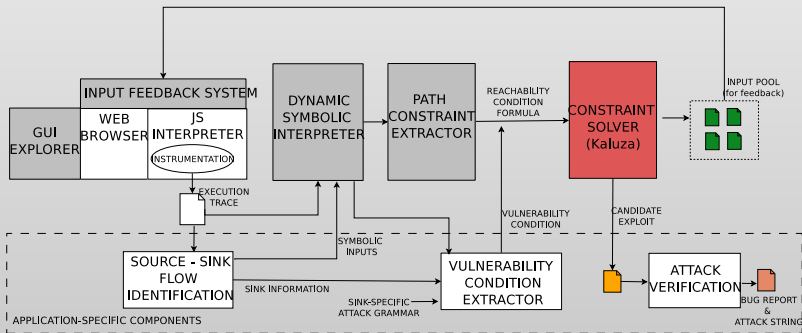 INPUT FEEDBACK SYSTEM
GUI
EXPLORER
WEB
BROWSER
JS
INTERPRETER
INSTRUMENTATION
EXECUTION
TRACE
DYNAMIC
SYMBOLIC
INTERPRETER
PATH
CONSTRAINT
EXTRACTOR
REACHABILITY
CONDITION
FORMULA
CONSTRAINT
SOLVER
(Kaluza)
INPUT POOL
(for feedback)
VULNERABILITY
CONDITION
CANDIDATE
EXPLOIT
SYMBOLIC
INPUTS
SOURCE - SINK
FLOW
IDENTIFICATION
SINK INFORMATION
SINK-SPECIFIC
ATTACK GRAMMAR
VULNERABILITY
CONDITION
EXTRACTOR
ATTACK
VERIFICATION
BUG REPORT
&
ATTACK STRING
APPLICATION-SPECIFIC COMPONENTS